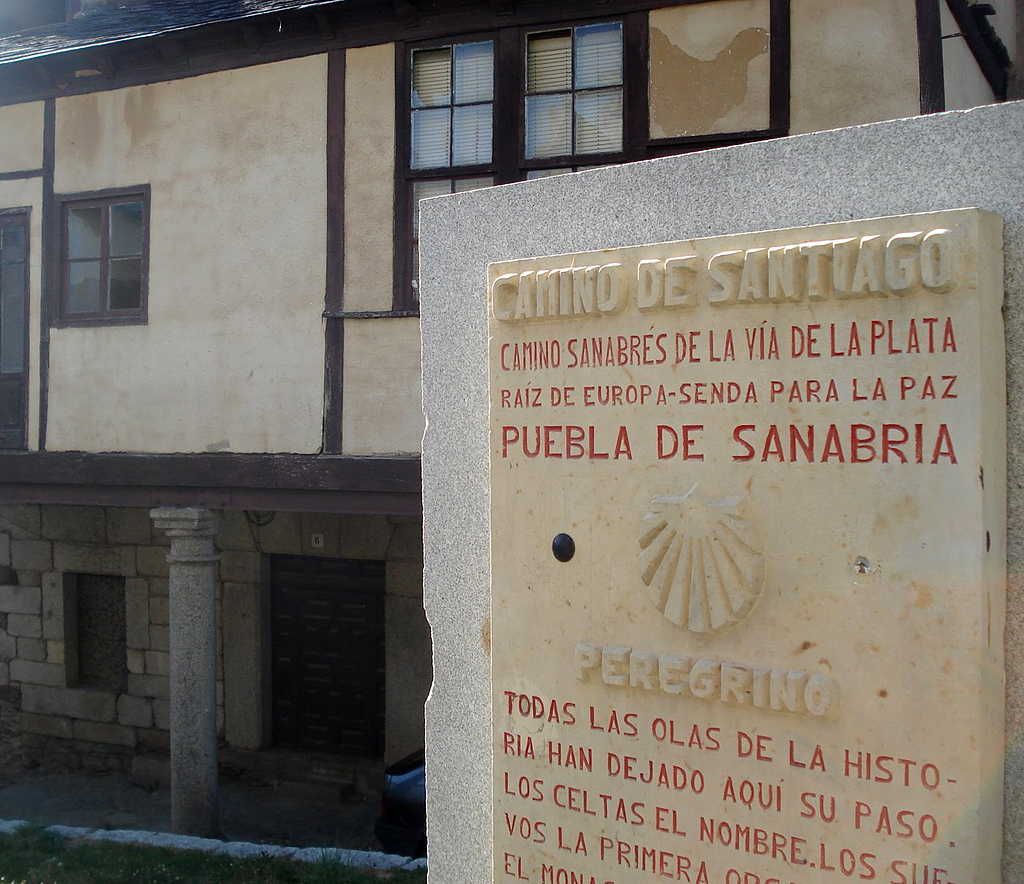 6
CAMINO DE SANTIAGO
CAMINO SANABRÉS DE LA VÍA DE LA PLATA
RAÍZ DE EUROPA-SENDA PARA LA PAZ
PUEBLA DE SANABRIA
PEREGRINO
TODAS LAS OLAS DE LA HISTO-
RIA HAN DEJADO AQUÍ SU PASO.
LOS CELTAS EL NOMBRE.LOS SUE-
VOS LA PRIMERA
EL